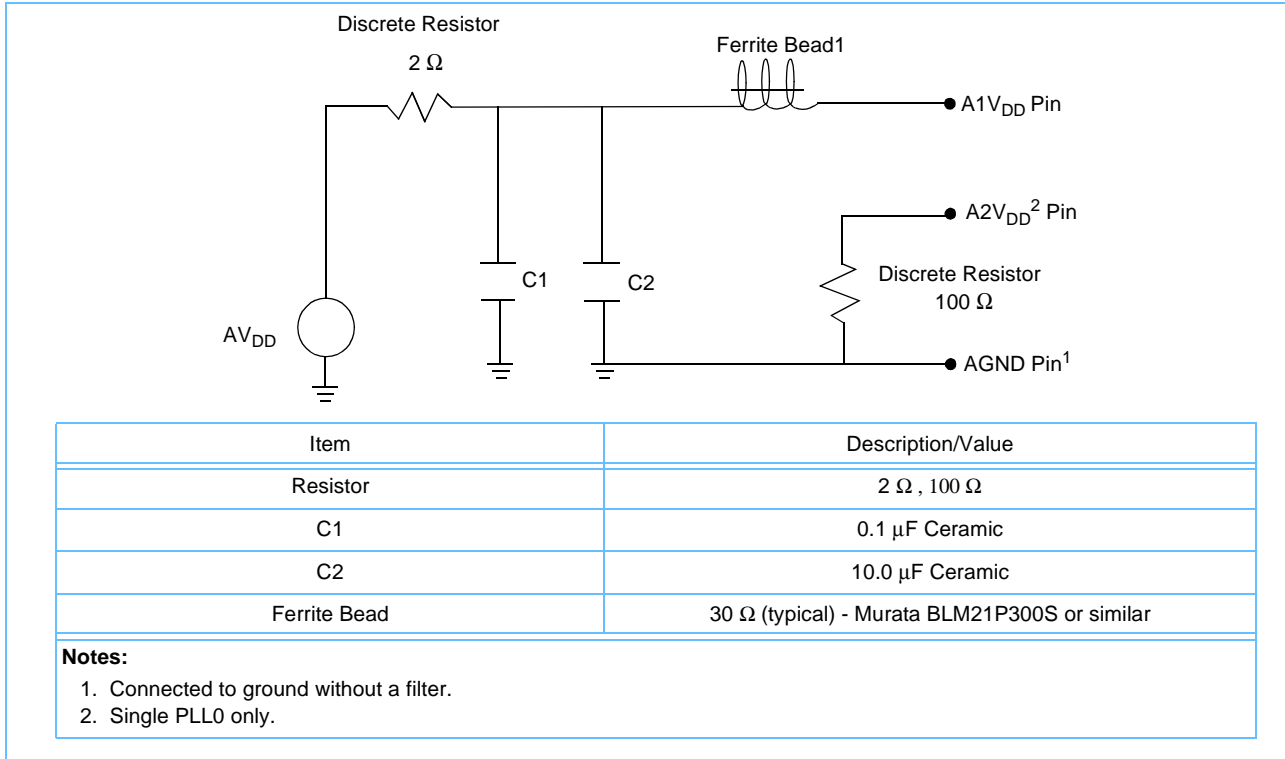 Discrete Resistor
2 Ω
Ferrite Bead1
A1VDD Pin
A2VDD2 Pin
C1
C2
Discrete Resistor
100 Ω
AVDD
AGND Pin1
Item Description/Value
Resistor 2 Ω , 100 Ω
C1 0.1 μF Ceramic
C2 10.0 μF Ceramic
Ferrite Bead 30 Ω (typical) - Murata BLM21P300S or similar
Notes:
1. Connected to ground without a filter.
2. Single PLL0 only.